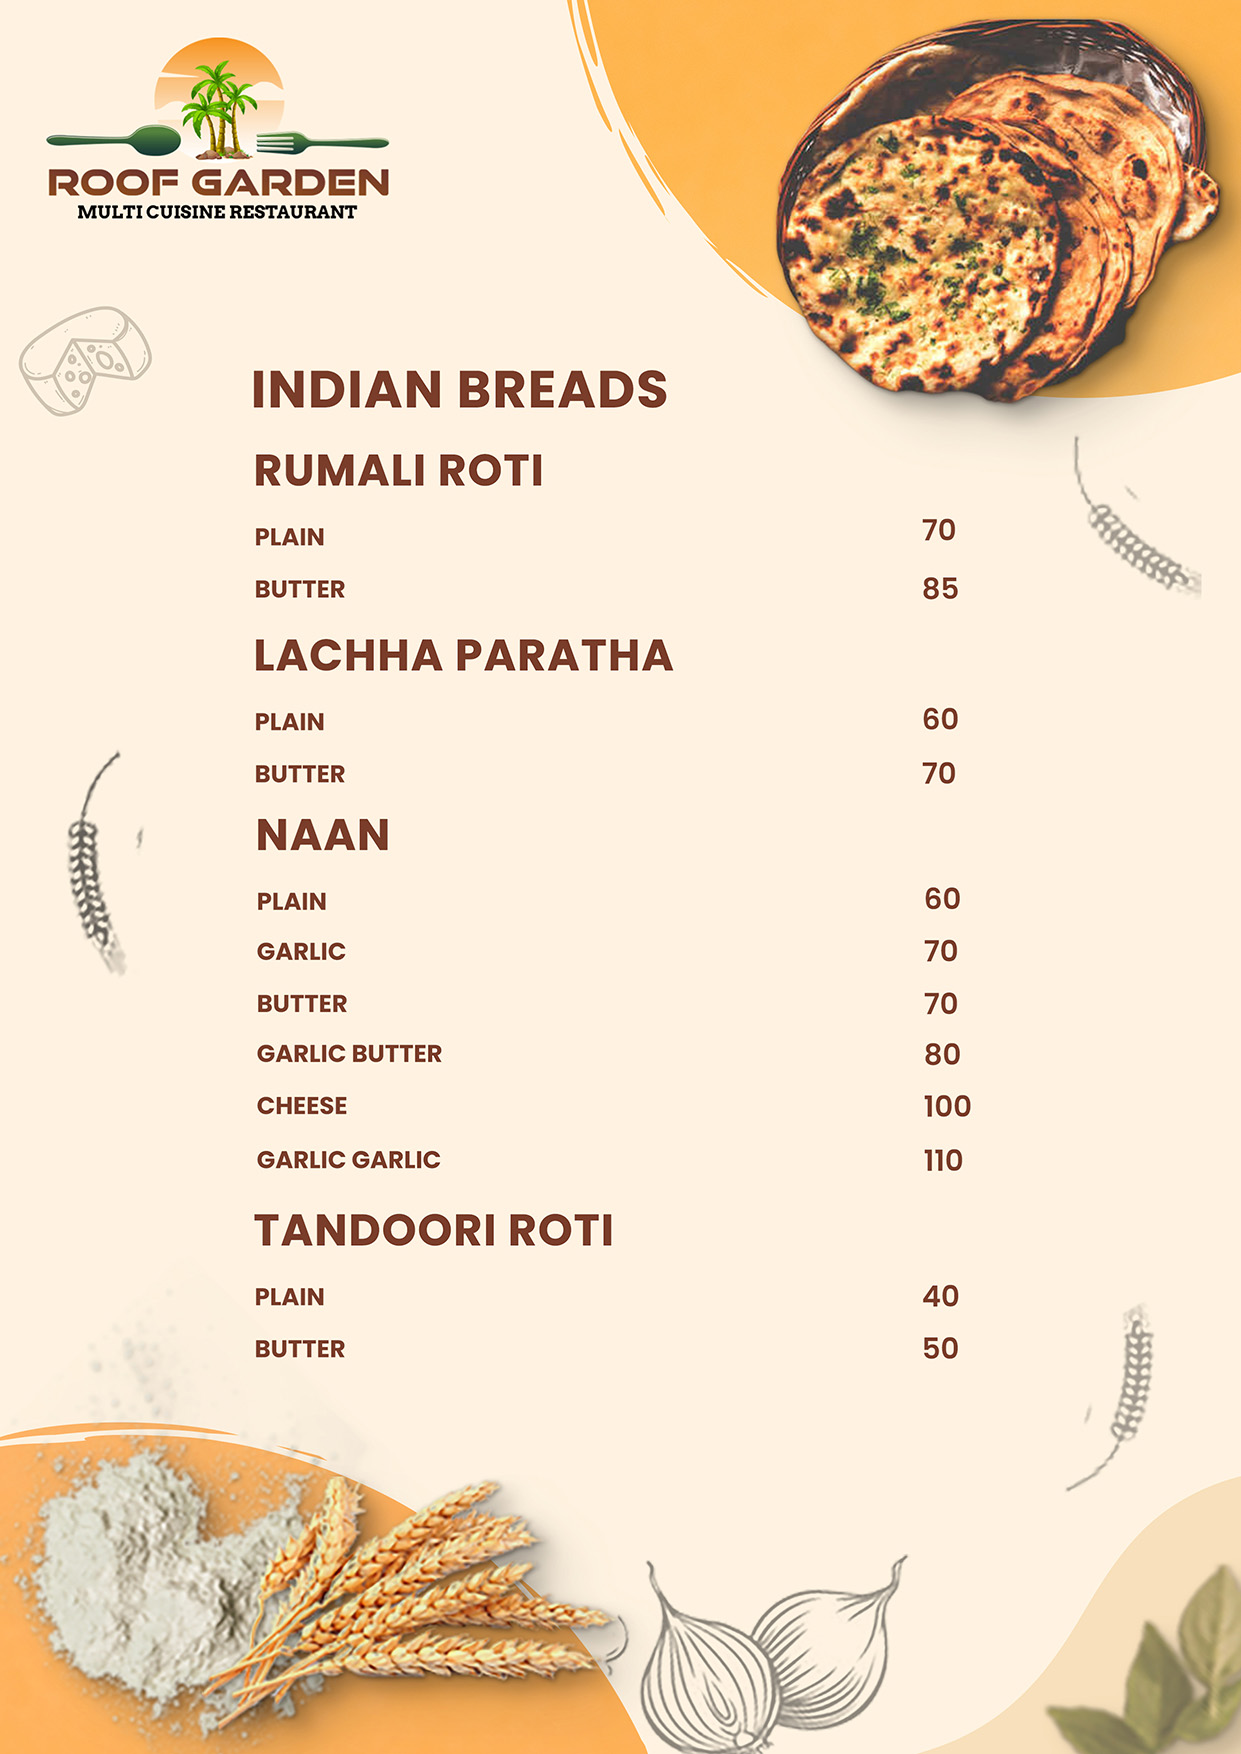 ROOF GARDEN
MULTI CUISINE RESTAURANT
INDIAN BREADS
RUMALI ROTI
PLAIN 70
BUTTER 85
LACHHA PARATHA
PLAIN 60
BUTTER 70
NAAN
PLAIN 60
GARLIC 70
BUTTER 70
GARLIC BUTTER 80
CHEESE 100
GARLIC GARLIC 110
TANDOORI ROTI
PLAIN 40
BUTTER 50